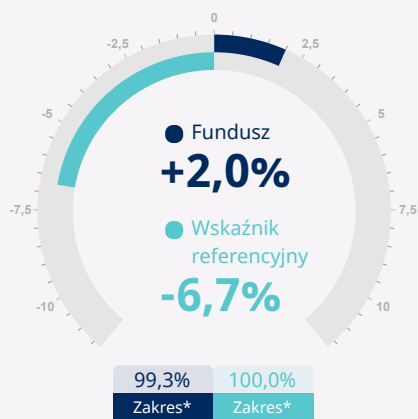 0
-2,5
2,5
-5
5
Fundusz
+2,0%
-7,5
7,5
Wskaźnik
referencyjny
-6,7%
-10
10
99,3%
100,0%
Zakres*
Zakres*